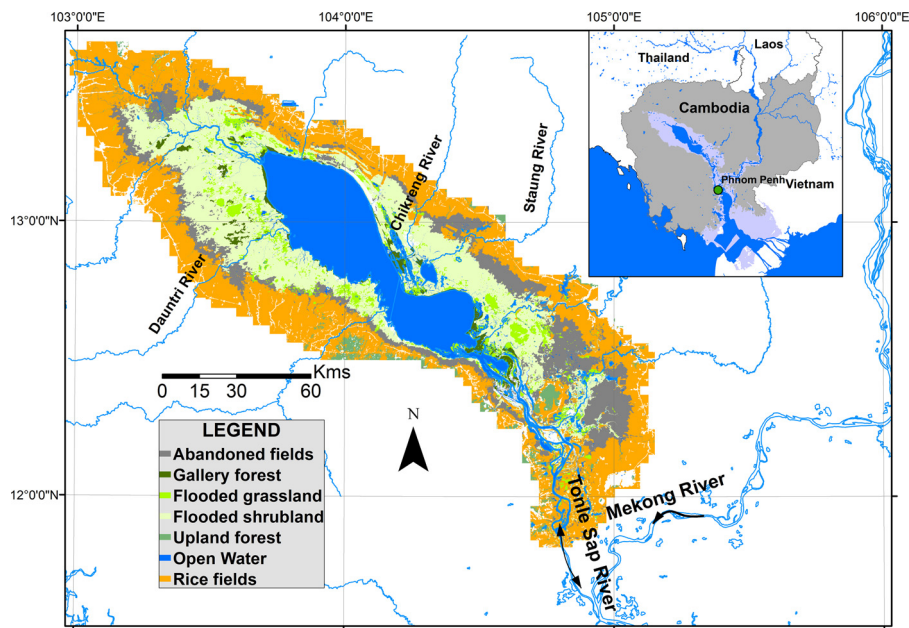 103°0'0"E
104°0'0"E
105°0'0"E
106°0'0"E
Laos
Thailand
Cambodia
Phnom Penh
Vietnam
13°0'0"N
12°0'0"N
Chikreng River
Staung River
Dauntri River
Kms
0 15 30 60
N
LEGEND
Abandoned fields
Gallery forest
Flooded grassland
Flooded shrubland
Upland forest
Open Water
Rice fields
Mekong River
Tonle Sap River